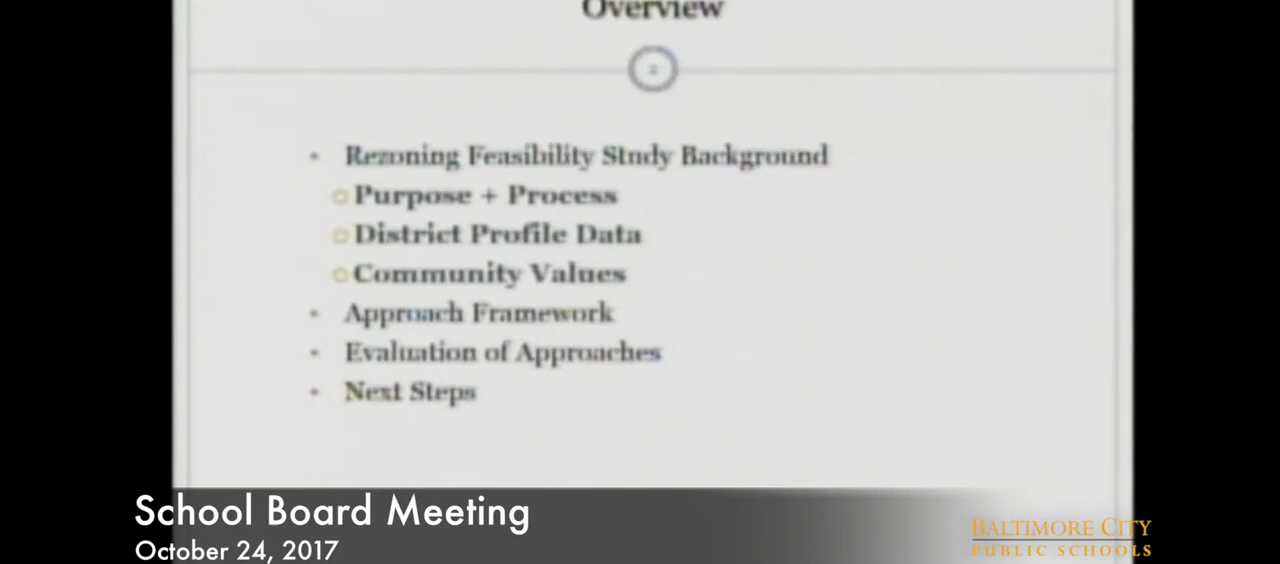 Overview
2
• Rezoning Feasibility Study Background
o Purpose + Process
o District Profile Data
o Community Values
• Approach Framework
• Evaluation of Approaches
• Next Steps
School Board Meeting
October 24, 2017
BALTIMORE CITY
PUBLIC SCHOOLS